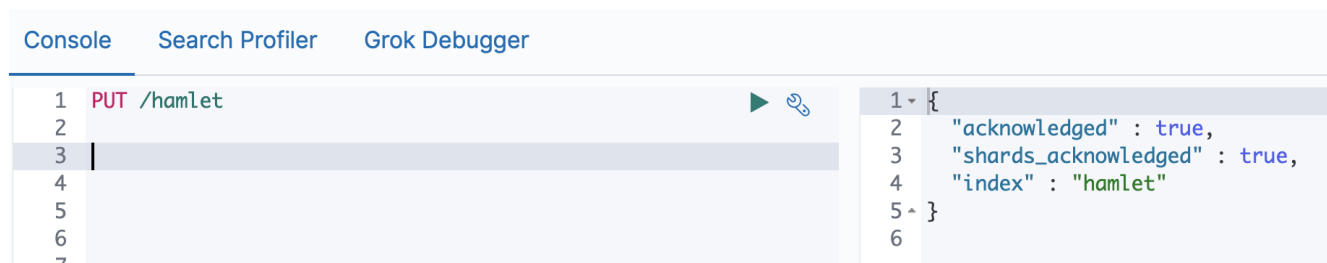 Console Search Profiler Grok Debugger
1 PUT /hamlet
2
3
4
5
6
7
1 {
2 "acknowledged" : true,
3 "shards_acknowledged" : true,
4 "index" : "hamlet"
5 }
6